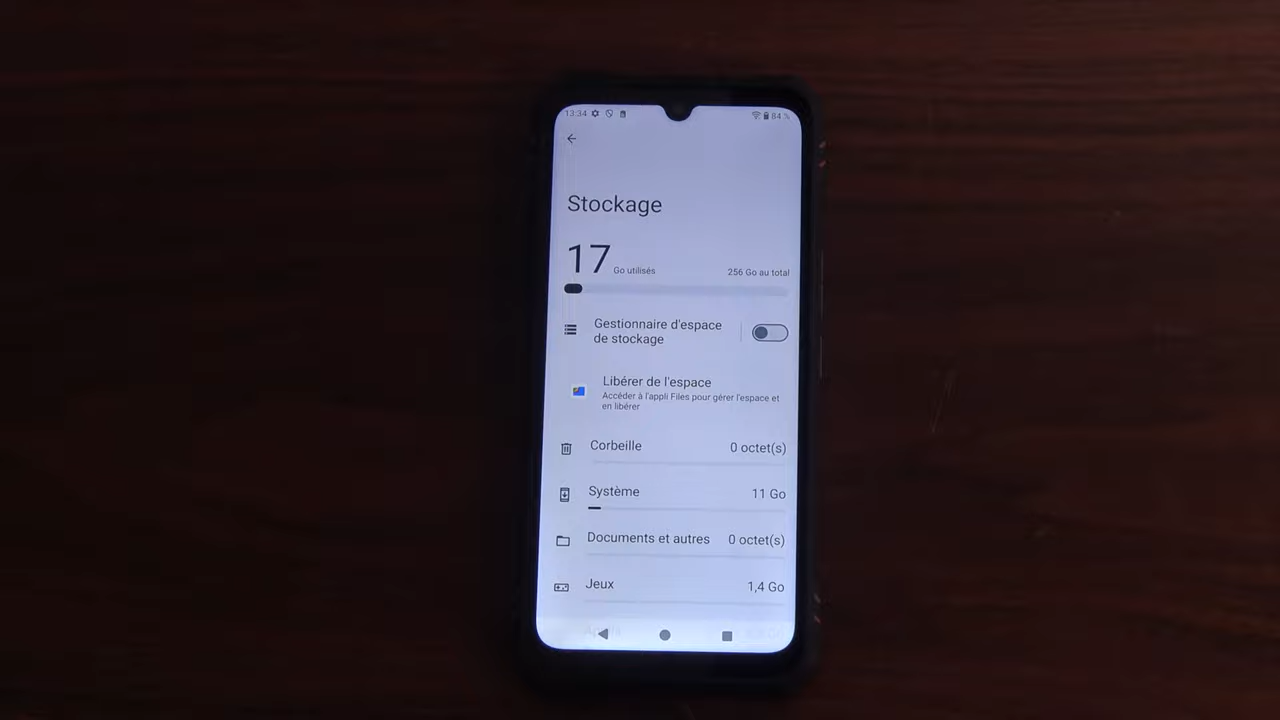 13:34 84 %
Stockage
17 Go utilisés 256 Go au total
Gestionnaire d'espace
de stockage
Libérer de l'espace
Accéder à l'appli Files pour gérer l'espace et
en libérer
Corbeille 0 octet(s)
Système 11 Go
Documents et autres 0 octet(s)
Jeux 1,4 Go